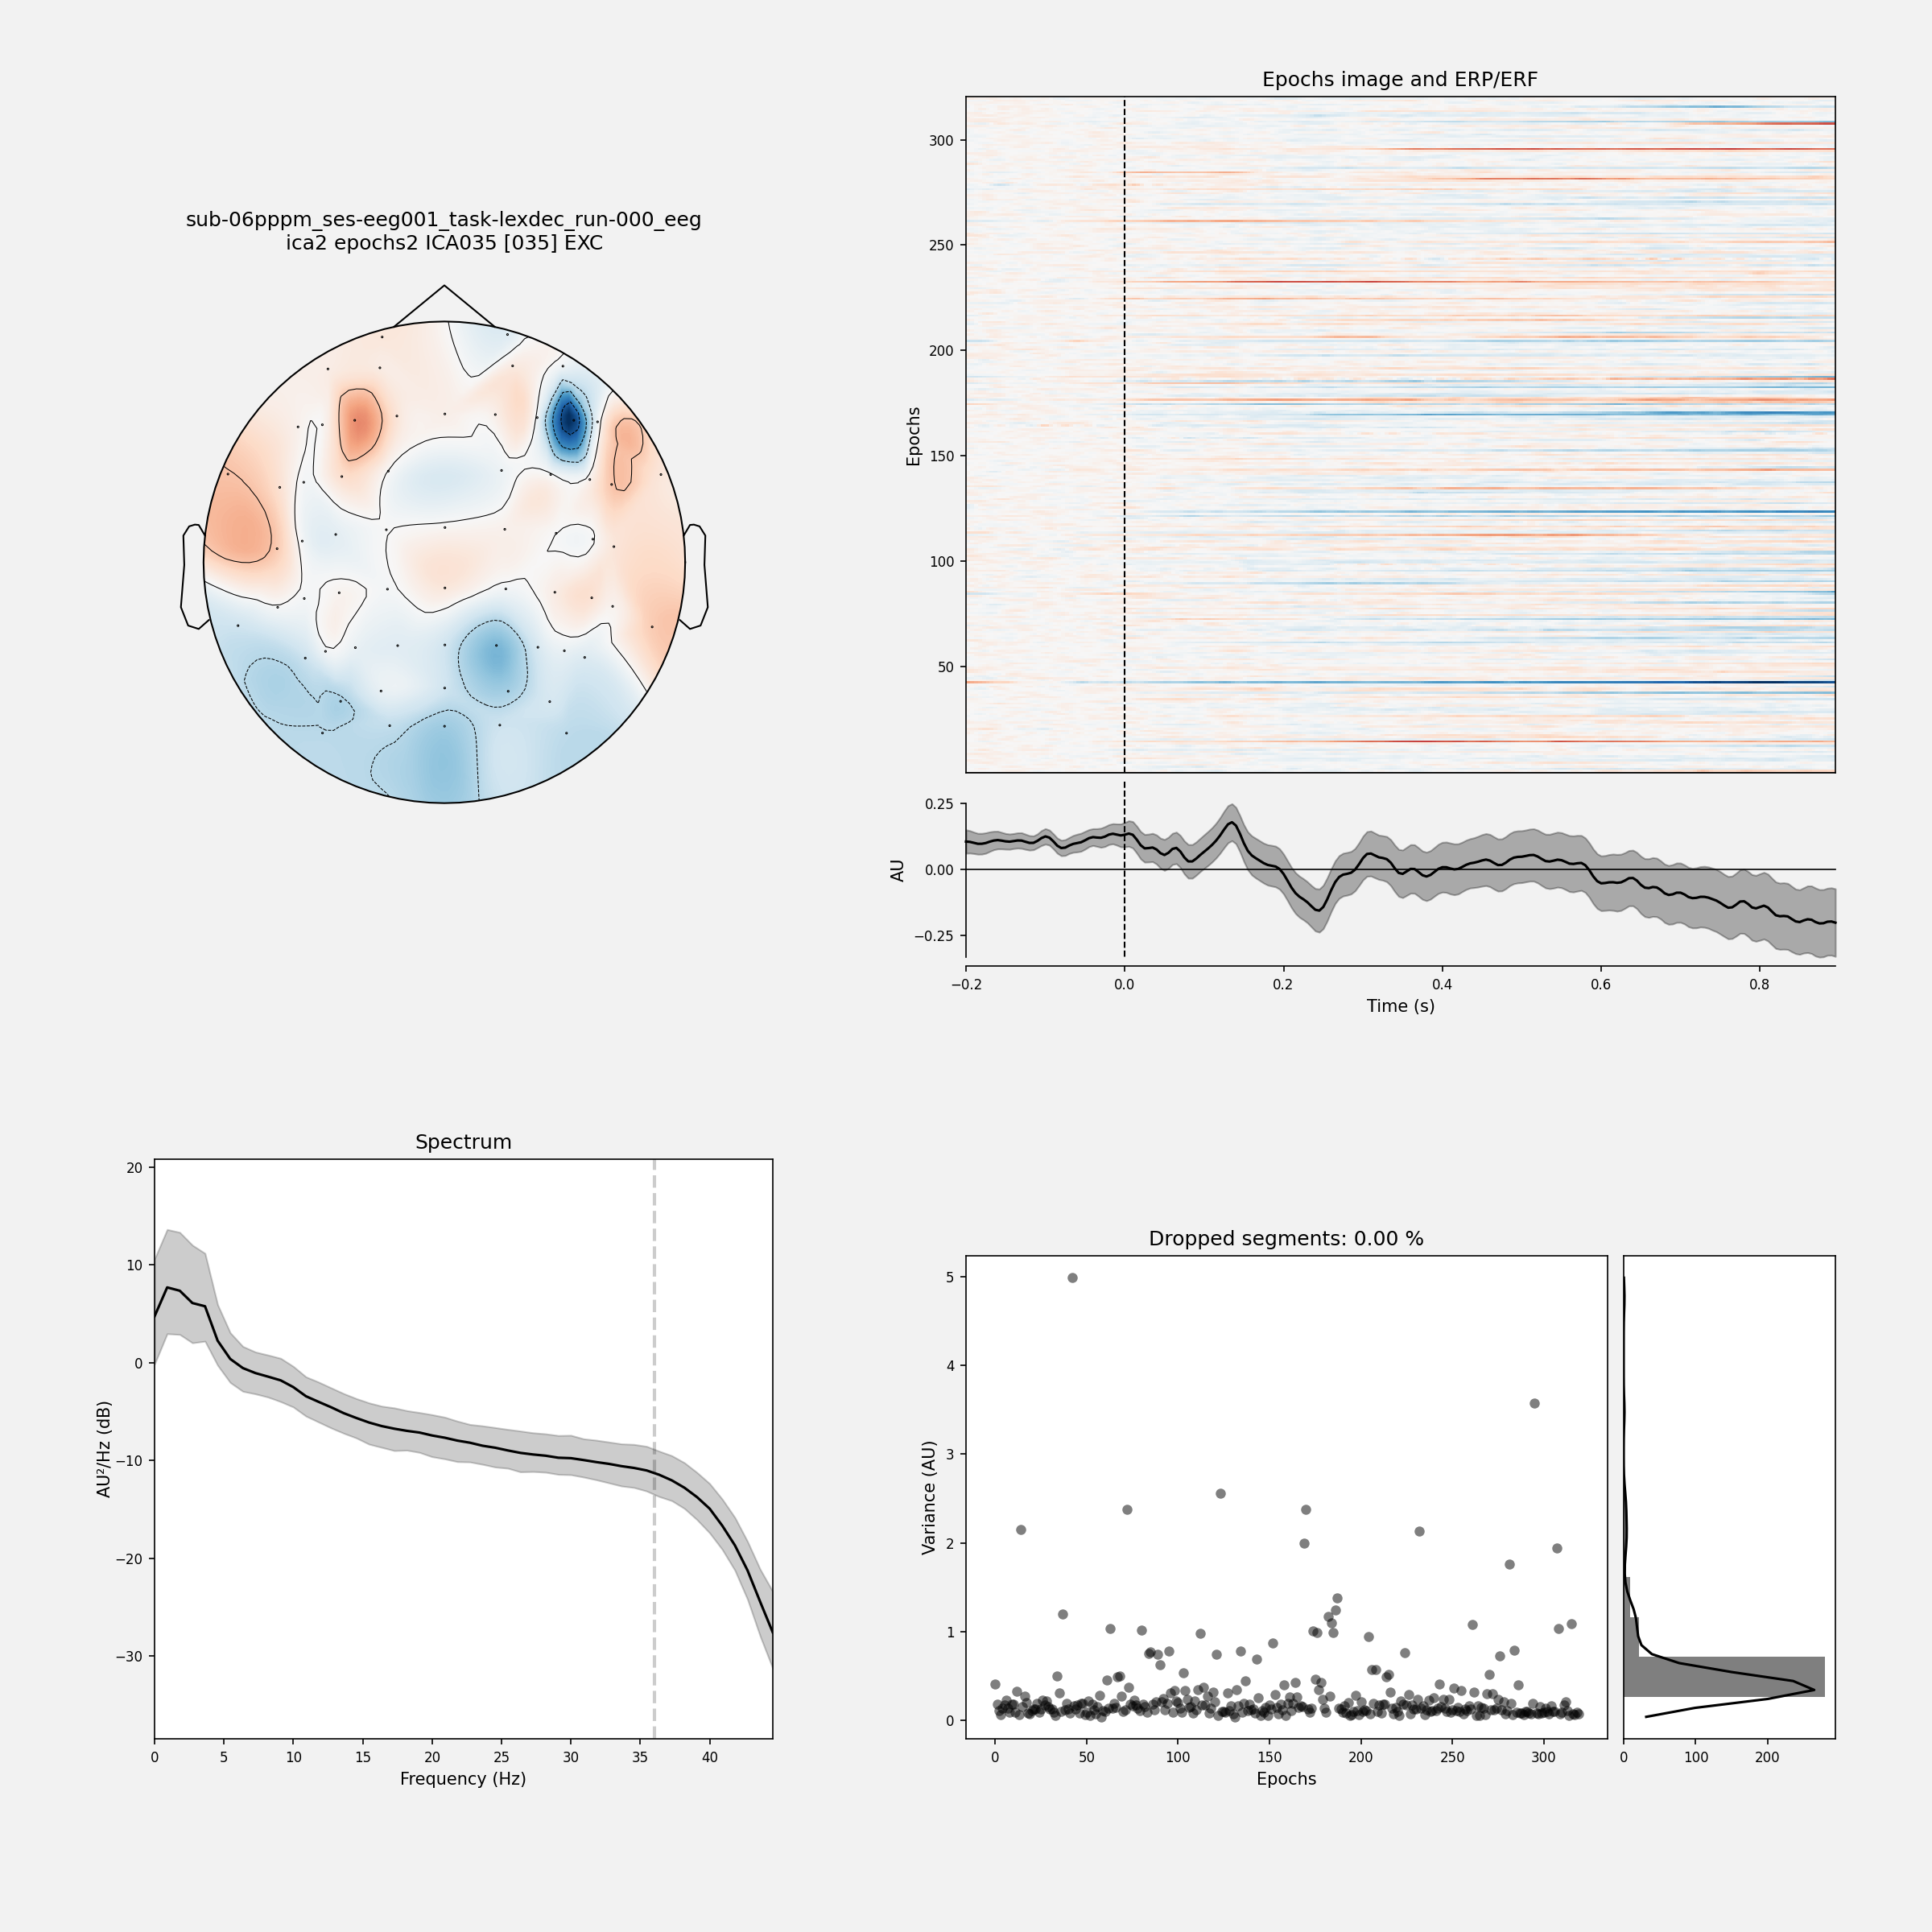 sub-06pppm_ses-eeg001_task-lexdec_run-000_eeg
ica2 epochs2 ICA035 [035] EXC
Epochs image and ERP/ERF
300
250
200
150
100
50
Epochs
0.25
0.00
−0.25
AU
−0.2 0.0 0.2 0.4 0.6 0.8
Time (s)
Spectrum
20
10
0
−10
−20
−30
AU²/Hz (dB)
0 5 10 15 20 25 30 35 40
Frequency (Hz)
Dropped segments: 0.00 %
5
4
3
2
1
0
Variance (AU)
0 50 100 150 200 250 300
Epochs
0 100 200